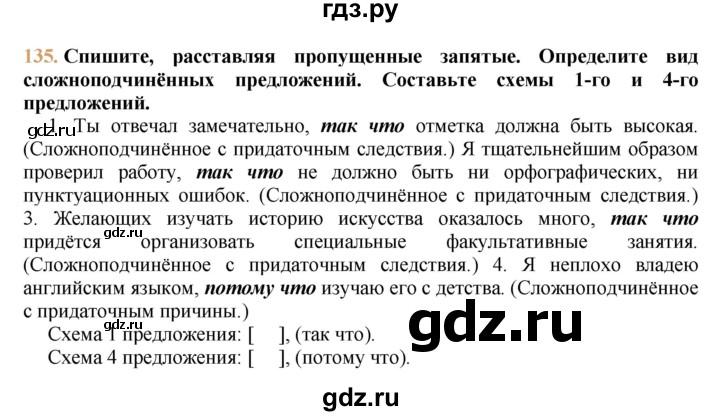 гдз.ру
135. Спишите, расставляя пропущенные запятые. Определите вид
сложноподчинённых предложений. Составьте схемы 1-го и 4-го
предложений.
1. Ты отвечал замечательно, так что отметка должна быть высокая.
(Сложноподчинённое с придаточным следствия.) Я тщательнейшим образом
проверил работу, так что не должно быть ни орфографических, ни
пунктуационных ошибок. (Сложноподчинённое с придаточным следствия.)
3. Желающих изучать историю искусства оказалось много, так что
придётся организовать специальные факультативные занятия.
(Сложноподчинённое с придаточным следствия.) 4. Я неплохо владею
английским языком, потому что изучаю его с детства. (Сложноподчинённое
с придаточным причины.)
Схема 1 предложения: [ ], (так что).
Схема 4 предложения: [ ], (потому что).
gdz.ru
gdz.ru
gdz.ru
gdz.ru
gdz.ru
gdz.ru
gdz.ru